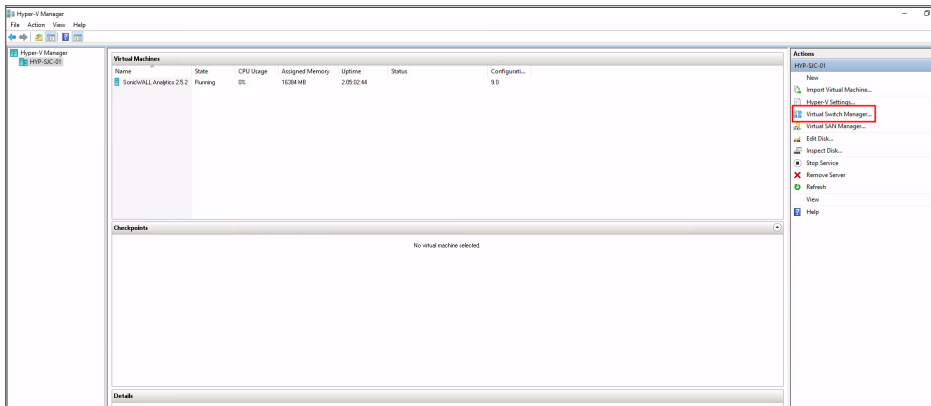 Hyper-V Manager
File Action View Help
Hyper-V Manager
HYP-SJC-01
Virtual Machines
Name State CPU Usage Assigned Memory Uptime Status Configurati...
SonicWALL Analytics 2.5.2 Running 0% 16384 MB 2.05:02:44 9.0
Checkpoints
No virtual machine selected.
Details
Actions
HYP-SJC-01
New
Import Virtual Machine...
Hyper-V Settings...
Virtual Switch Manager...
Virtual SAN Manager...
Edit Disk...
Inspect Disk...
Stop Service
Remove Server
Refresh
View
Help